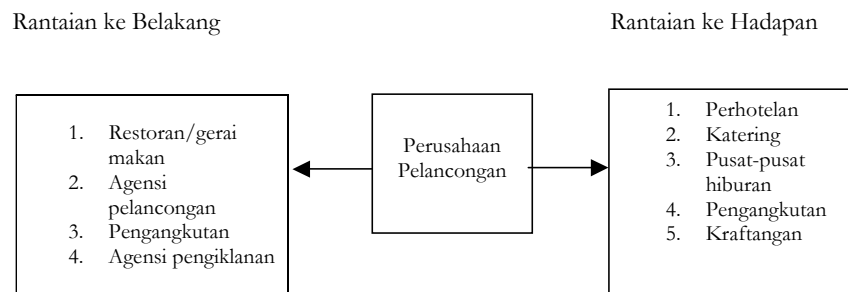 Rantaian ke Belakang
Rantaian ke Hadapan
1. Restoran/gerai
makan
2. Agensi
pelancongan
3. Pengangkutan
4. Agensi pengiklanan
Perusahaan
Pelancongan
1. Perhotelan
2. Katering
3. Pusat-pusat
hiburan
4. Pengangkutan
5. Kraftangan